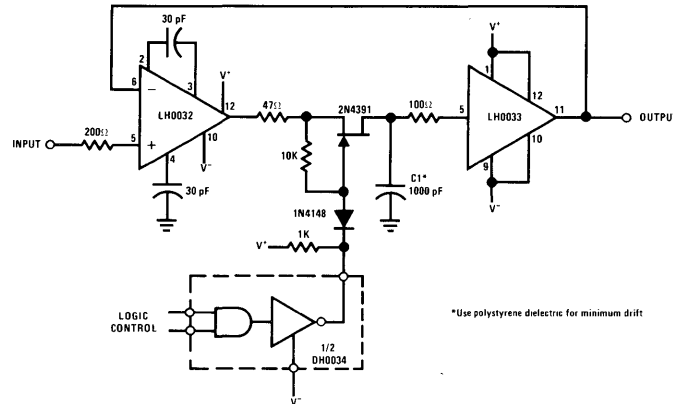 30 pF
2
3
V+
6
−
LH0032
12
INPUT
200Ω
5
+
4
10
V−
30 pF
47Ω
10K
2N4391
100Ω
C1*
1000 pF
V+
1
12
5
LH0033
11
OUTPUT
9
10
V−
1N4148
1K
V+
LOGIC
CONTROL
1/2
DH0034
V−
*Use polystyrene dielectric for minimum drift